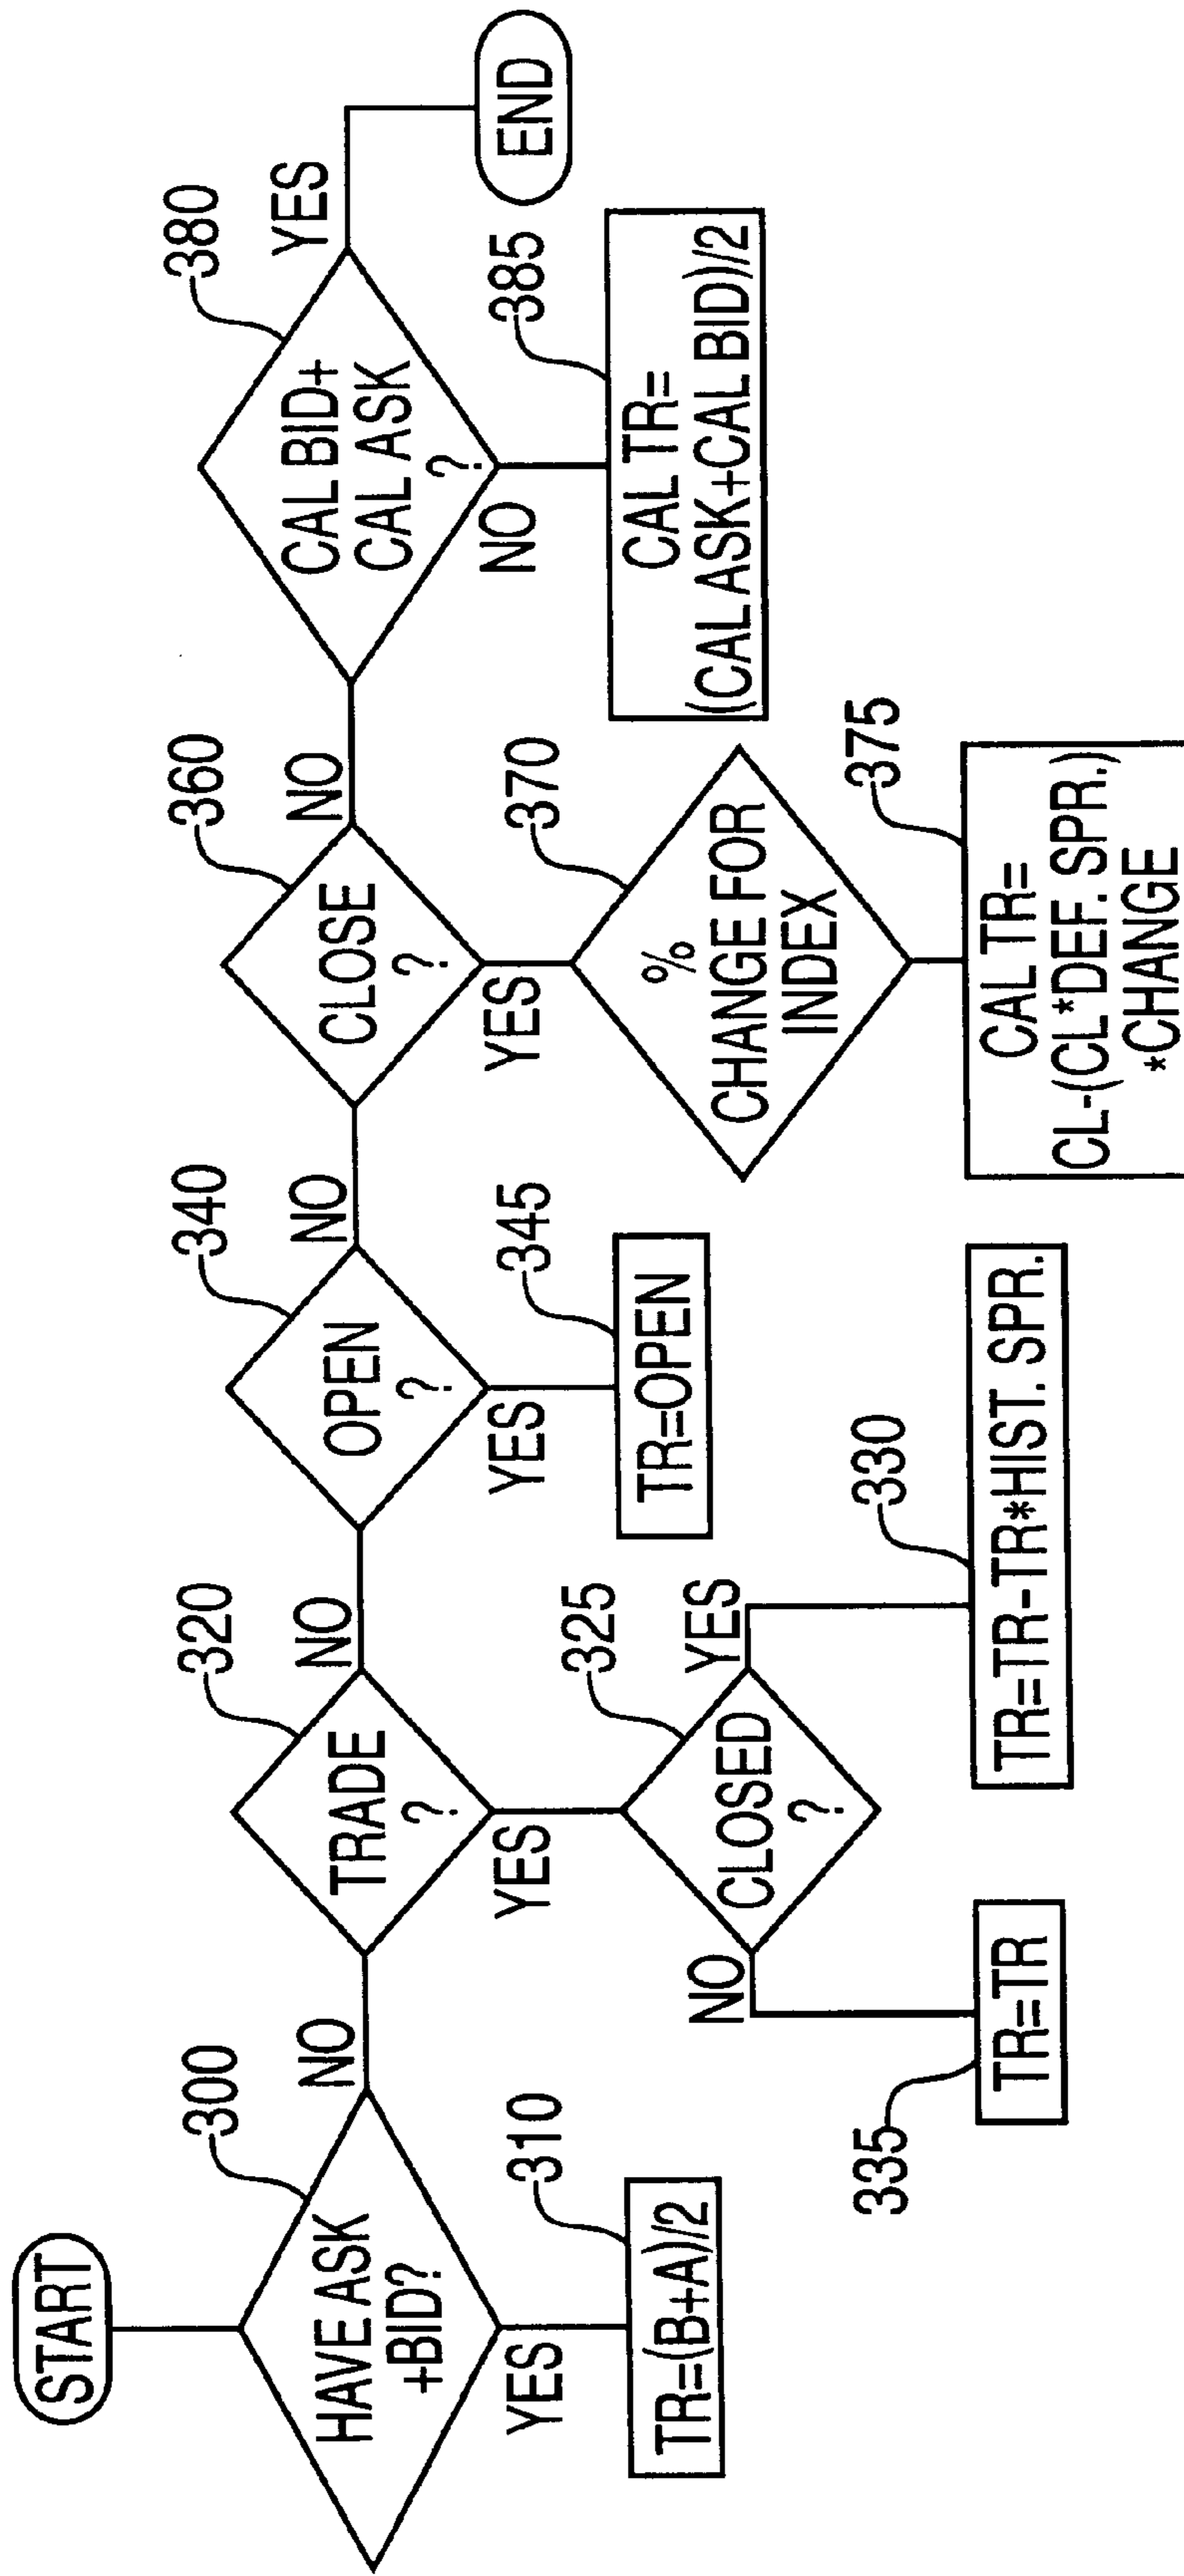 START
300
HAVE ASK
+BID?
NO
YES
310
TR=(B+A)/2
320
TRADE
?
NO
YES
325
CLOSED
?
NO
YES
335
TR=TR
330
TR=TR-TR*HIST. SPR.
340
OPEN
?
NO
YES
345
TR=OPEN
360
CLOSE
?
NO
YES
370
%
CHANGE FOR
INDEX
375
CAL TR=
CL-(CL*DEF. SPR.)
*CHANGE
380
CAL BID+
CAL ASK
?
YES
NO
385
CAL TR=
(CAL ASK+CAL BID)/2
END